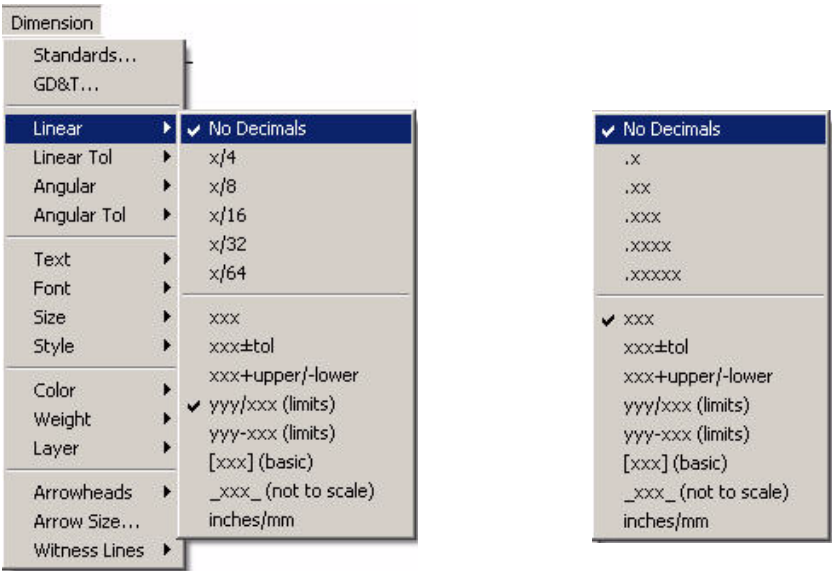 Dimension
Standards...
GD&T...
Linear
Linear Tol
Angular
Angular Tol
Text
Font
Size
Style
Color
Weight
Layer
Arrowheads
Arrow Size...
Witness Lines
No Decimals
x/4
x/8
x/16
x/32
x/64
xxx
xxx±tol
xxx+upper/-lower
yyy/xxx (limits)
yyy-xxx (limits)
[xxx] (basic)
_xxx_ (not to scale)
inches/mm
No Decimals
.x
.xx
.xxx
.xxxx
.xxxxx
xxx
xxx±tol
xxx+upper/-lower
yyy/xxx (limits)
yyy-xxx (limits)
[xxx] (basic)
_xxx_ (not to scale)
inches/mm